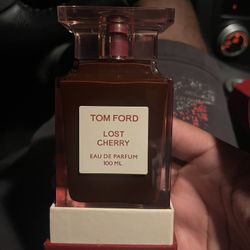 TOM FORD
LOST
CHERRY
EAU DE PARFUM
100 ML